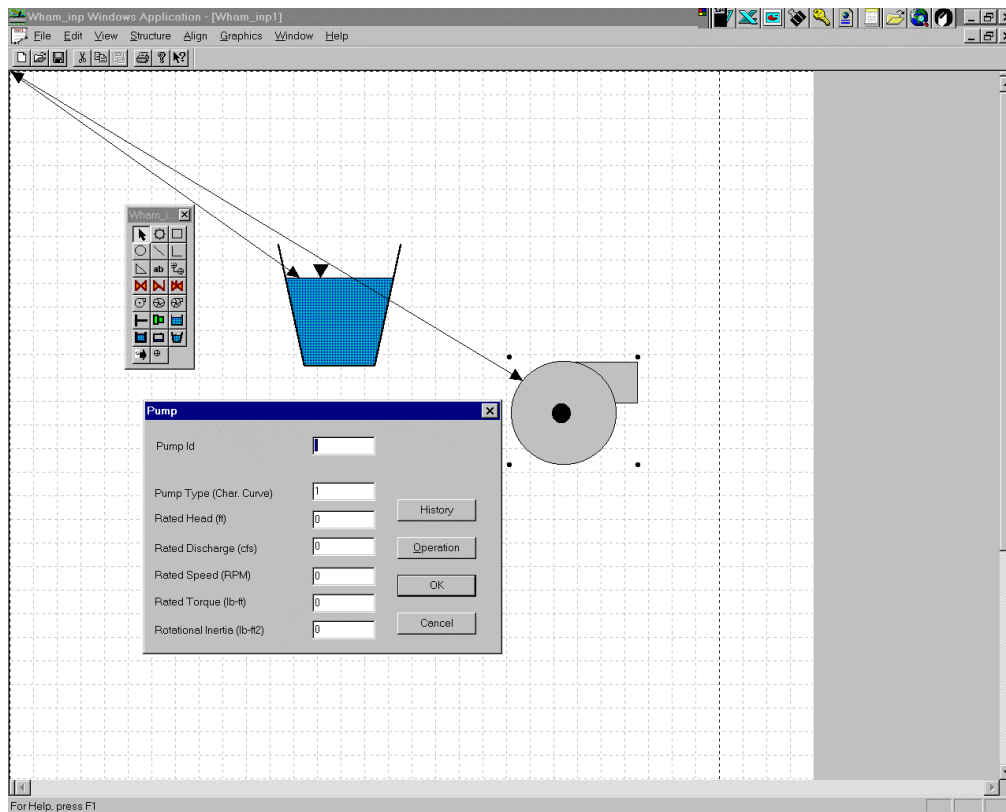 Wham_inp Windows Application - [Wham_inp1]
File Edit View Structure Align Graphics Window Help
Wham_i...
ab
Pump
Pump Id
Pump Type (Char. Curve) 1
History
Rated Head (ft) 0
Rated Discharge (cfs) 0
Operation
Rated Speed (RPM) 0
OK
Rated Torque (lb-ft) 0
Cancel
Rotational Inertia (lb-ft2) 0
For Help, press F1